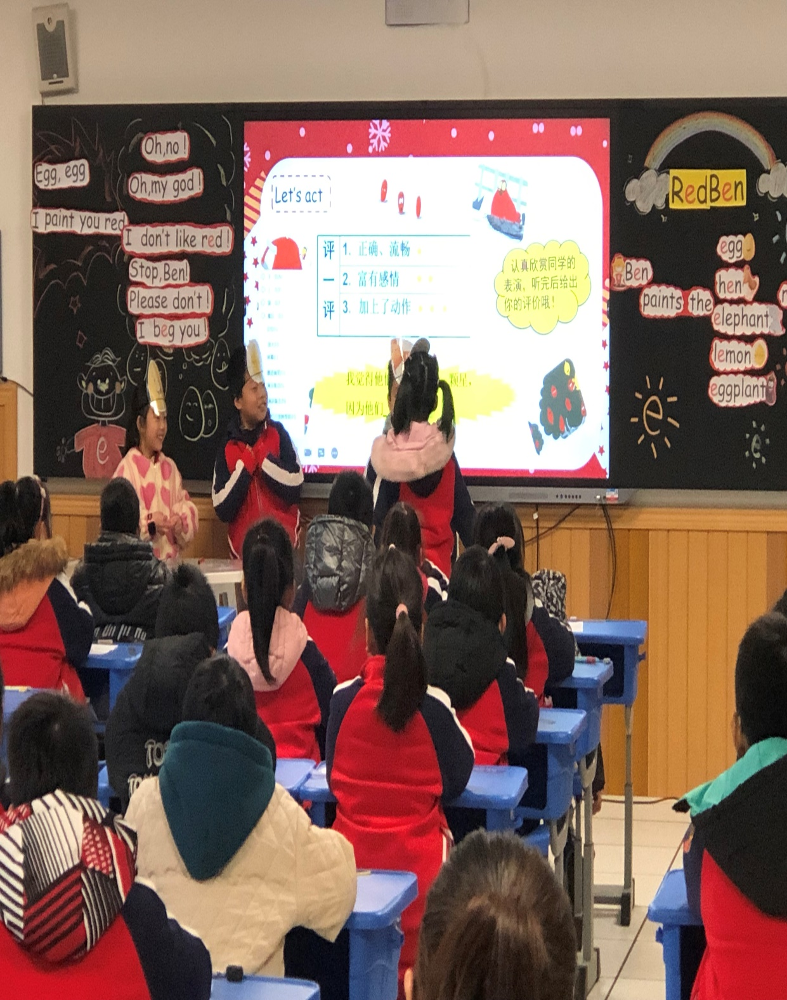 Oh,no!
Egg, egg
Oh,my god!
I paint you red
I don't like red!
Stop,Ben!
Please don't!
I beg you!
e
Let's act
评一评
1. 正确、流畅
2. 富有感情
3. 加上了动作
认真欣赏同学的
表演，听完后给出
你的评价哦！
我觉得他
颗星，
因为他们
RedBen
egg
Ben
hen
paints the
elephant
lemon
eggplant
e
e
TO